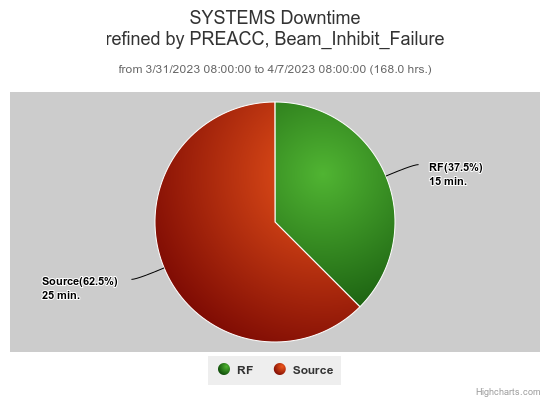 SYSTEMS Downtime
refined by PREACC, Beam_Inhibit_Failure
from 3/31/2023 08:00:00 to 4/7/2023 08:00:00 (168.0 hrs.)
RF(37.5%)
15 min.
Source(62.5%)
25 min.
RF Source
Highcharts.com